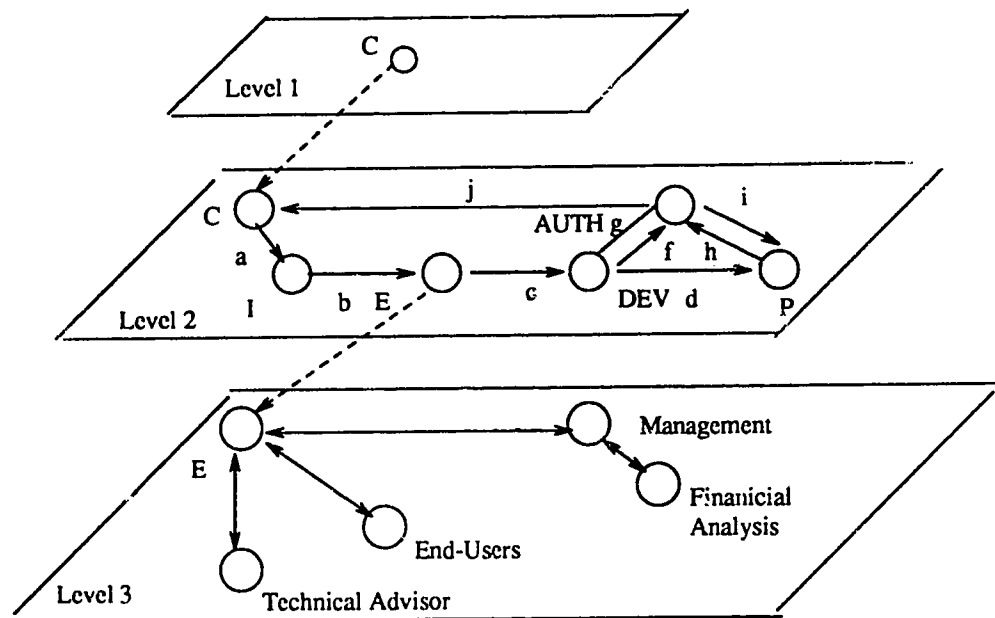 C
Level 1
j
i
C
AUTH g
a
f
h
I
b
E
c
DEV d
P
Level 2
Management
E
Finanicial
Analysis
End-Users
Level 3
Technical Advisor